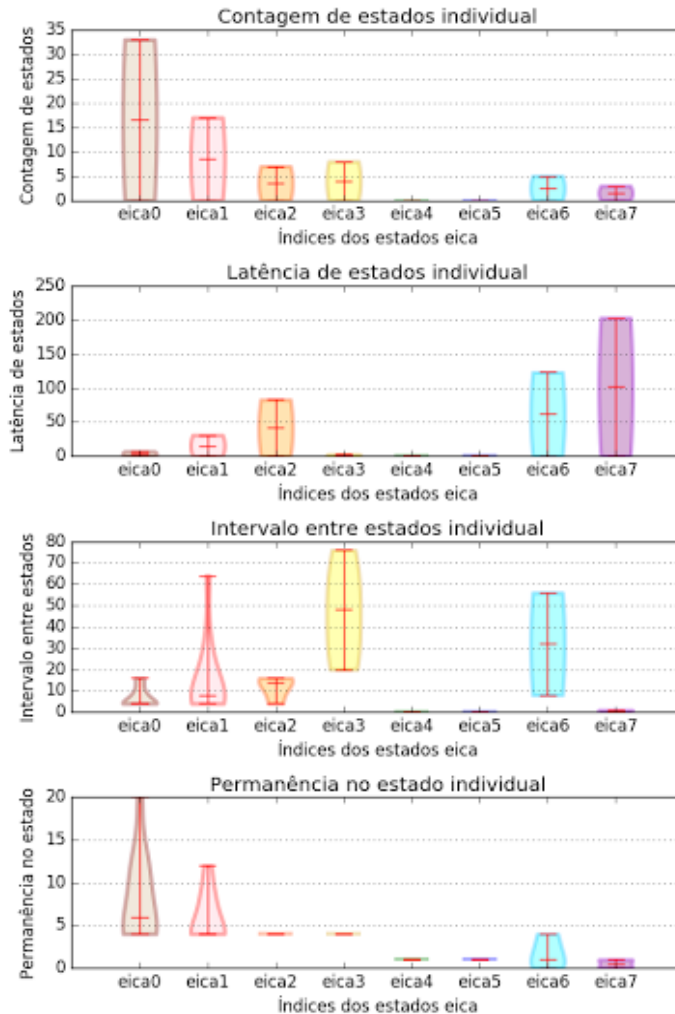 Contagem de estados individual
35
30
25
20
15
10
5
0
Contagem de estados
eica0 eica1 eica2 eica3 eica4 eica5 eica6 eica7
Índices dos estados eica
Latência de estados individual
250
200
150
100
50
0
Latência de estados
eica0 eica1 eica2 eica3 eica4 eica5 eica6 eica7
Índices dos estados eica
Intervalo entre estados individual
80
70
60
50
40
30
20
10
0
Intervalo entre estados
eica0 eica1 eica2 eica3 eica4 eica5 eica6 eica7
Índices dos estados eica
Permanência no estado individual
20
15
10
5
0
Permanência no estado
eica0 eica1 eica2 eica3 eica4 eica5 eica6 eica7
Índices dos estados eica